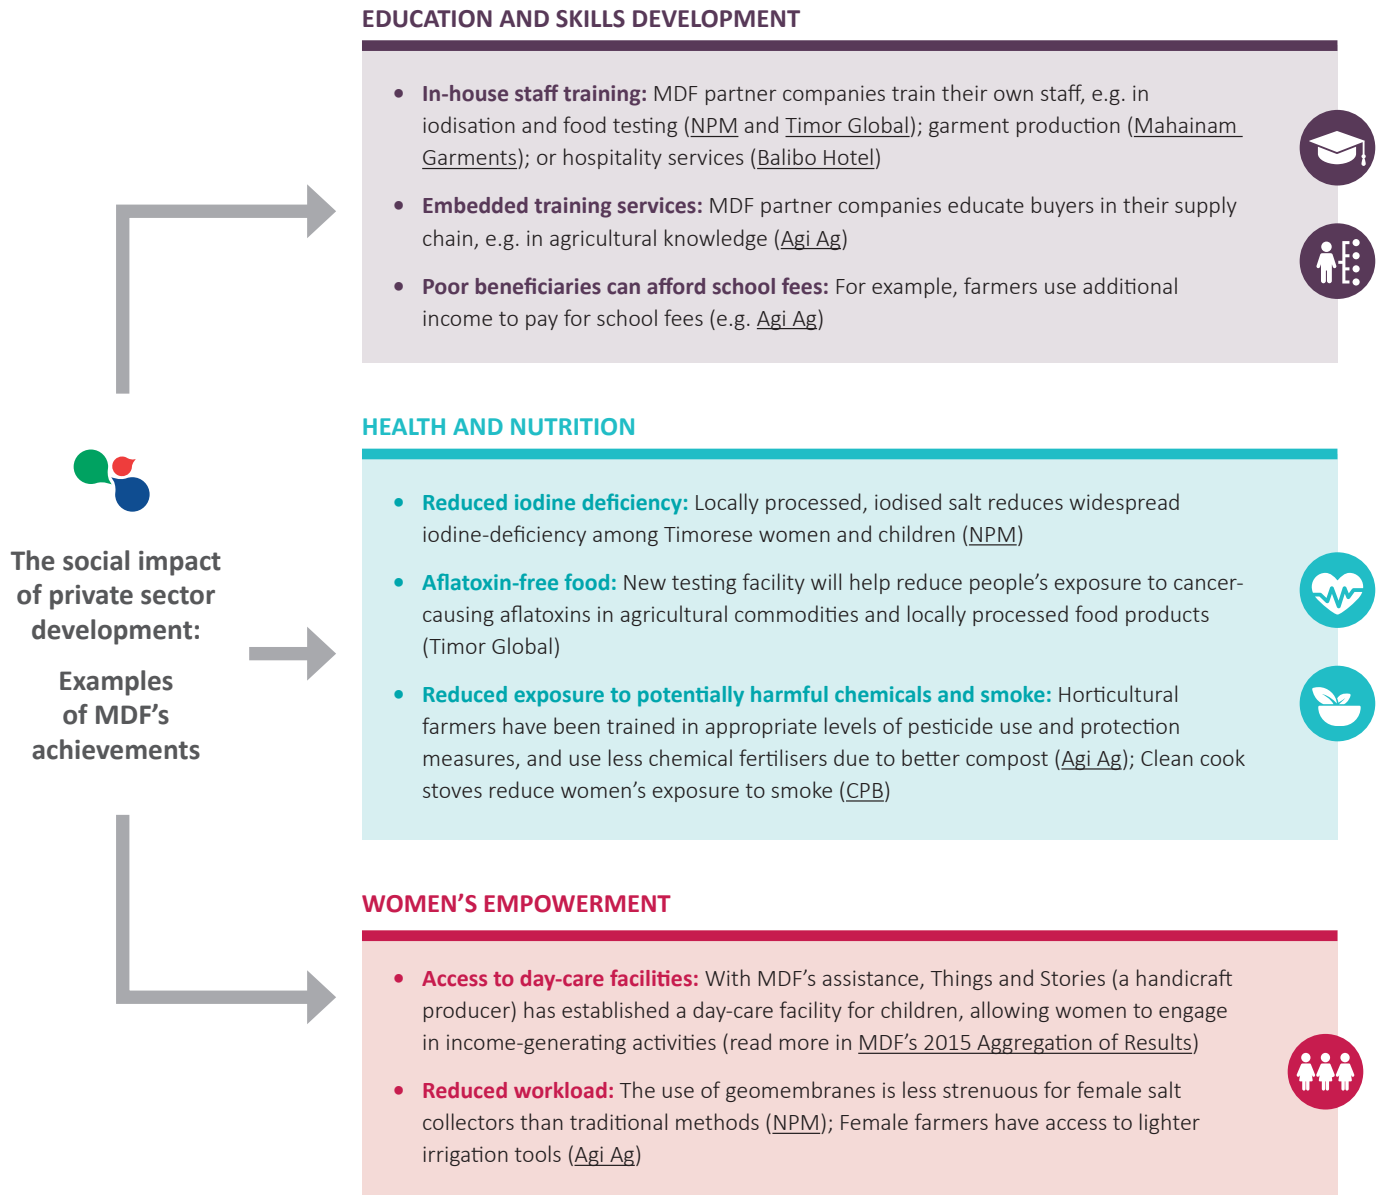 EDUCATION AND SKILLS DEVELOPMENT
• In-house staff training: MDF partner companies train their own staff, e.g. in
iodisation and food testing (NPM and Timor Global); garment production (Mahainam
Garments); or hospitality services (Balibo Hotel)
• Embedded training services: MDF partner companies educate buyers in their supply
chain, e.g. in agricultural knowledge (Agi Ag)
• Poor beneficiaries can afford school fees: For example, farmers use additional
income to pay for school fees (e.g. Agi Ag)
The social impact
of private sector
development:
Examples
of MDF’s
achievements
HEALTH AND NUTRITION
• Reduced iodine deficiency: Locally processed, iodised salt reduces widespread
iodine-deficiency among Timorese women and children (NPM)
• Aflatoxin-free food: New testing facility will help reduce people’s exposure to cancer-
causing aflatoxins in agricultural commodities and locally processed food products
(Timor Global)
• Reduced exposure to potentially harmful chemicals and smoke: Horticultural
farmers have been trained in appropriate levels of pesticide use and protection
measures, and use less chemical fertilisers due to better compost (Agi Ag); Clean cook
stoves reduce women’s exposure to smoke (CPB)
WOMEN’S EMPOWERMENT
• Access to day-care facilities: With MDF’s assistance, Things and Stories (a handicraft
producer) has established a day-care facility for children, allowing women to engage
in income-generating activities (read more in MDF’s 2015 Aggregation of Results)
• Reduced workload: The use of geomembranes is less strenuous for female salt
collectors than traditional methods (NPM); Female farmers have access to lighter
irrigation tools (Agi Ag)